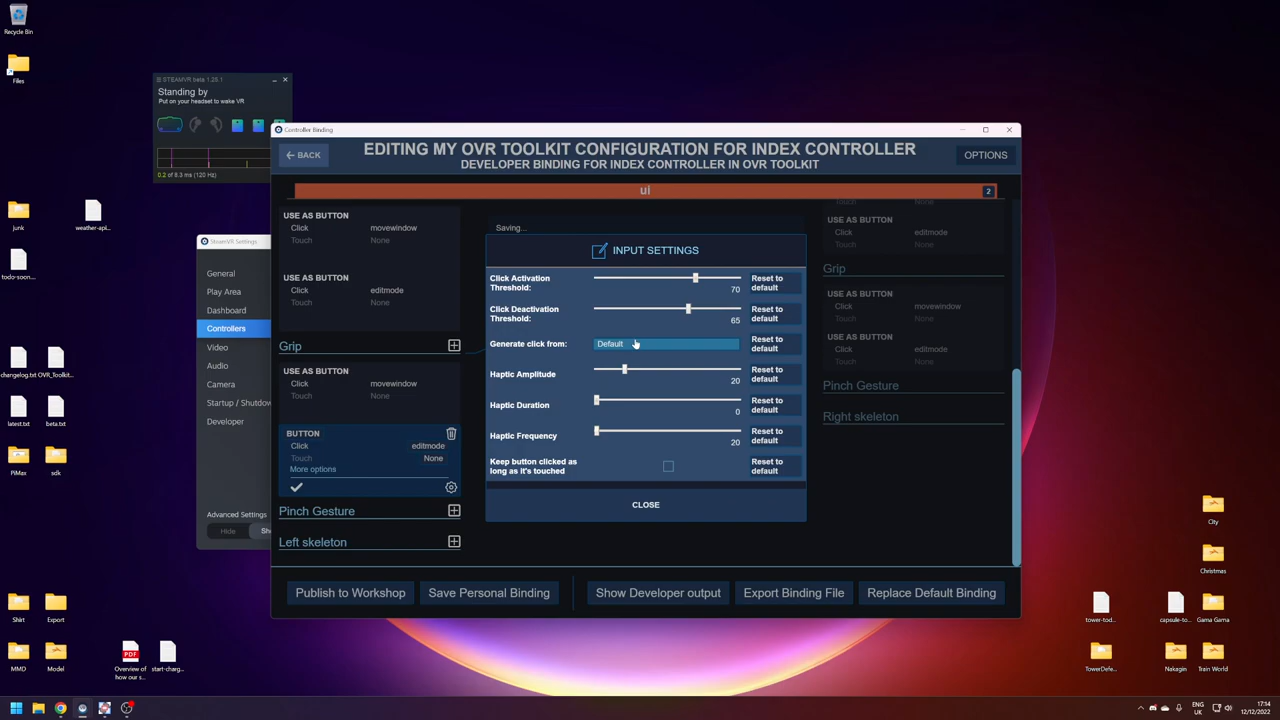 Recycle Bin
Files
junk
weather-api...
todo-soon...
changelog.txt
OVR_Toolkit...
latest.txt
beta.txt
PiMax
sdk
Shirt
Export
MMD
Model
Overview of how our s...
start-charg...
STEAMVR beta 1.25.1
Standing by
Put on your headset to wake VR
0.2 of 8.3 ms (120 Hz)
SteamVR Settings
General
Play Area
Dashboard
Controllers
Video
Audio
Camera
Startup / Shutdow
Developer
Advanced Settings
Hide
Sh
Controller Binding
BACK
EDITING MY OVR TOOLKIT CONFIGURATION FOR INDEX CONTROLLER
DEVELOPER BINDING FOR INDEX CONTROLLER IN OVR TOOLKIT
OPTIONS
ui
2
USE AS BUTTON
Click movewindow
Touch None
USE AS BUTTON
Click editmode
Touch None
Grip
USE AS BUTTON
Click movewindow
Touch None
BUTTON
Click editmode
Touch None
More options
Pinch Gesture
Left skeleton
Saving...
INPUT SETTINGS
Click Activation Threshold: 70 Reset to default
Click Deactivation Threshold: 65 Reset to default
Generate click from: Default Reset to default
Haptic Amplitude 20 Reset to default
Haptic Duration 0 Reset to default
Haptic Frequency 20 Reset to default
Keep button clicked as long as it's touched Reset to default
CLOSE
Touch None
USE AS BUTTON
Click editmode
Touch None
Grip
USE AS BUTTON
Click movewindow
Touch None
USE AS BUTTON
Click editmode
Touch None
Pinch Gesture
Right skeleton
Publish to Workshop
Save Personal Binding
Show Developer output
Export Binding File
Replace Default Binding
City
Christmas
tower-tod...
capsule-to...
Gama Gama
TowerDefe...
Nakagin
Train World
ENG
UK
17:14
12/12/2022